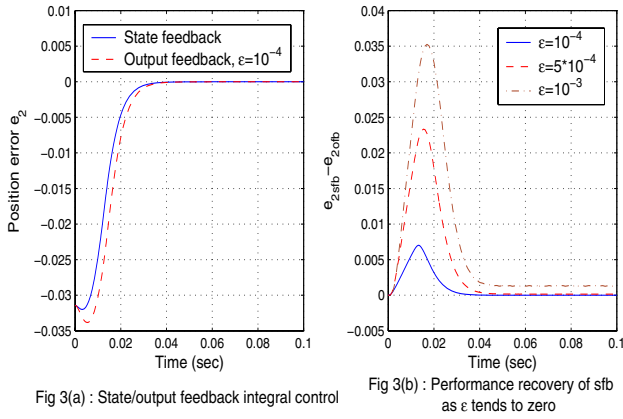 0.01
0.005
0
−0.005
−0.01
−0.015
−0.02
−0.025
−0.03
−0.035
Position error e2
State feedback
Output feedback, ε=10-4
0
0.02
0.04
0.06
0.08
0.1
Time (sec)
Fig 3(a) : State/output feedback integral control
0.04
0.035
0.03
0.025
0.02
0.015
0.01
0.005
0
−0.005
e2sfb−e2ofb
ε=10-4
ε=5*10-4
ε=10-3
0
0.02
0.04
0.06
0.08
0.1
Time (sec)
Fig 3(b) : Performance recovery of sfb
as ε tends to zero